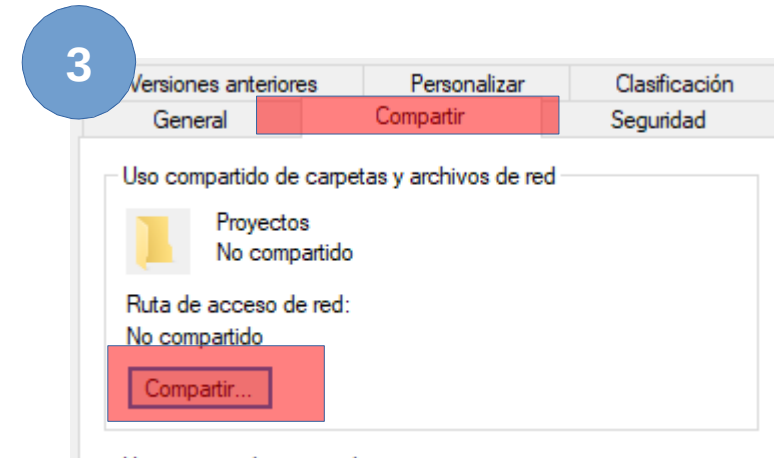 3
Versiones anteriores Personalizar Clasificación
General Compartir Seguridad
Uso compartido de carpetas y archivos de red
Proyectos
No compartido
Ruta de acceso de red:
No compartido
Compartir...